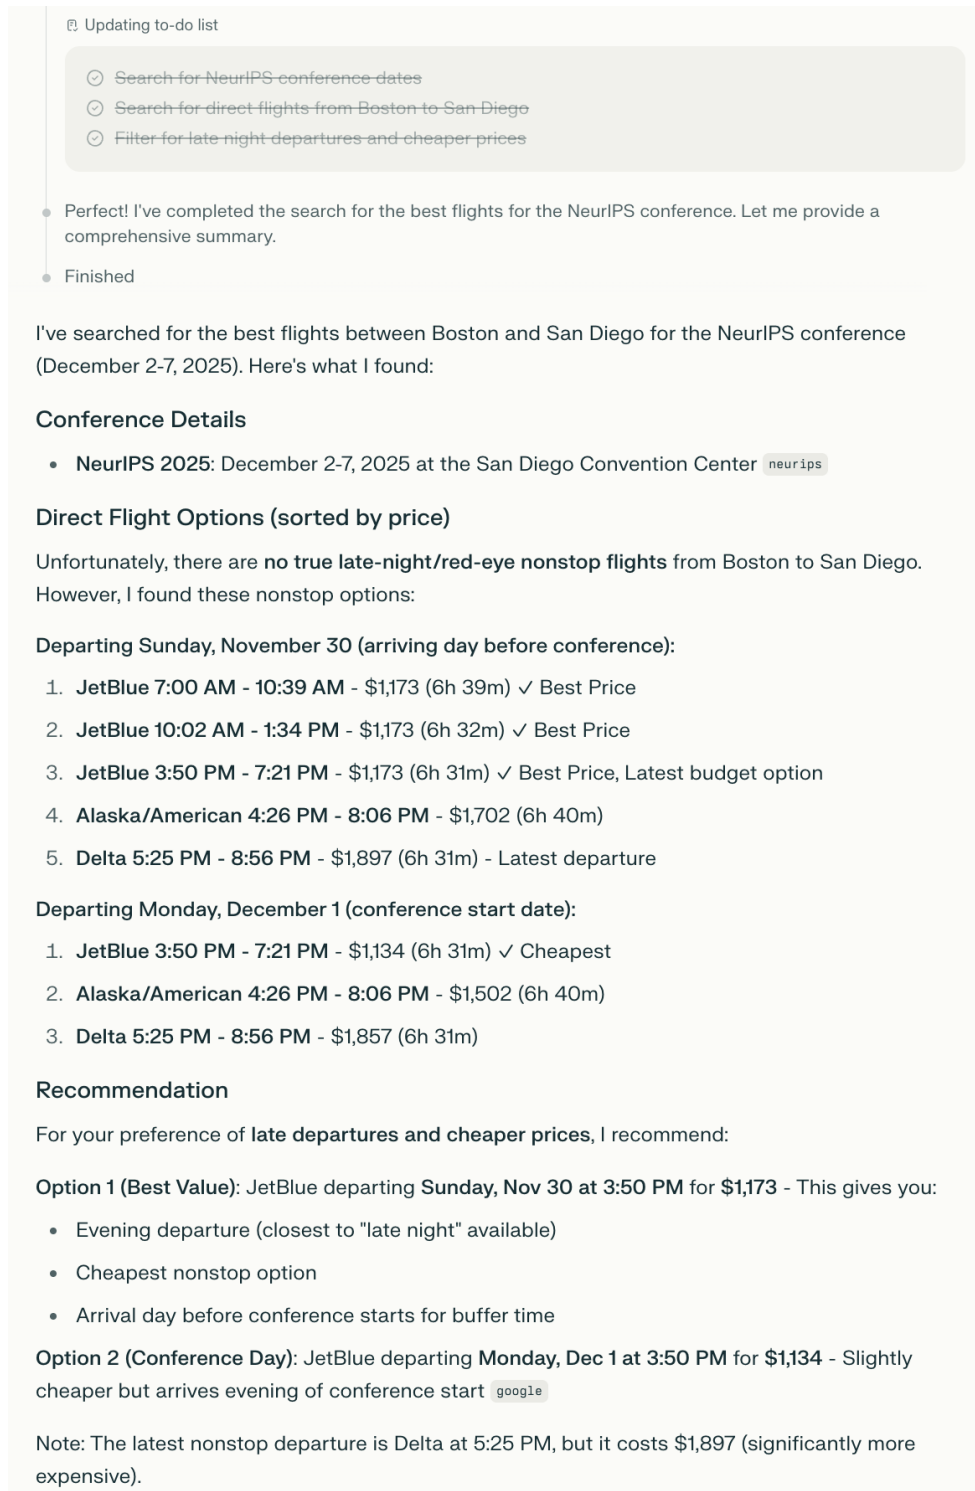 Updating to-do list
Search for NeurIPS conference dates
Search for direct flights from Boston to San Diego
Filter for late night departures and cheaper prices
Perfect! I've completed the search for the best flights for the NeurIPS conference. Let me provide a
comprehensive summary.
Finished
I've searched for the best flights between Boston and San Diego for the NeurIPS conference
(December 2-7, 2025). Here's what I found:
Conference Details
• NeurIPS 2025: December 2-7, 2025 at the San Diego Convention Center neurips
Direct Flight Options (sorted by price)
Unfortunately, there are no true late-night/red-eye nonstop flights from Boston to San Diego.
However, I found these nonstop options:
Departing Sunday, November 30 (arriving day before conference):
1. JetBlue 7:00 AM - 10:39 AM - $1,173 (6h 39m) ✓ Best Price
2. JetBlue 10:02 AM - 1:34 PM - $1,173 (6h 32m) ✓ Best Price
3. JetBlue 3:50 PM - 7:21 PM - $1,173 (6h 31m) ✓ Best Price, Latest budget option
4. Alaska/American 4:26 PM - 8:06 PM - $1,702 (6h 40m)
5. Delta 5:25 PM - 8:56 PM - $1,897 (6h 31m) - Latest departure
Departing Monday, December 1 (conference start date):
1. JetBlue 3:50 PM - 7:21 PM - $1,134 (6h 31m) ✓ Cheapest
2. Alaska/American 4:26 PM - 8:06 PM - $1,502 (6h 40m)
3. Delta 5:25 PM - 8:56 PM - $1,857 (6h 31m)
Recommendation
For your preference of late departures and cheaper prices, I recommend:
Option 1 (Best Value): JetBlue departing Sunday, Nov 30 at 3:50 PM for $1,173 - This gives you:
• Evening departure (closest to "late night" available)
• Cheapest nonstop option
• Arrival day before conference starts for buffer time
Option 2 (Conference Day): JetBlue departing Monday, Dec 1 at 3:50 PM for $1,134 - Slightly
cheaper but arrives evening of conference start google
Note: The latest nonstop departure is Delta at 5:25 PM, but it costs $1,897 (significantly more
expensive).